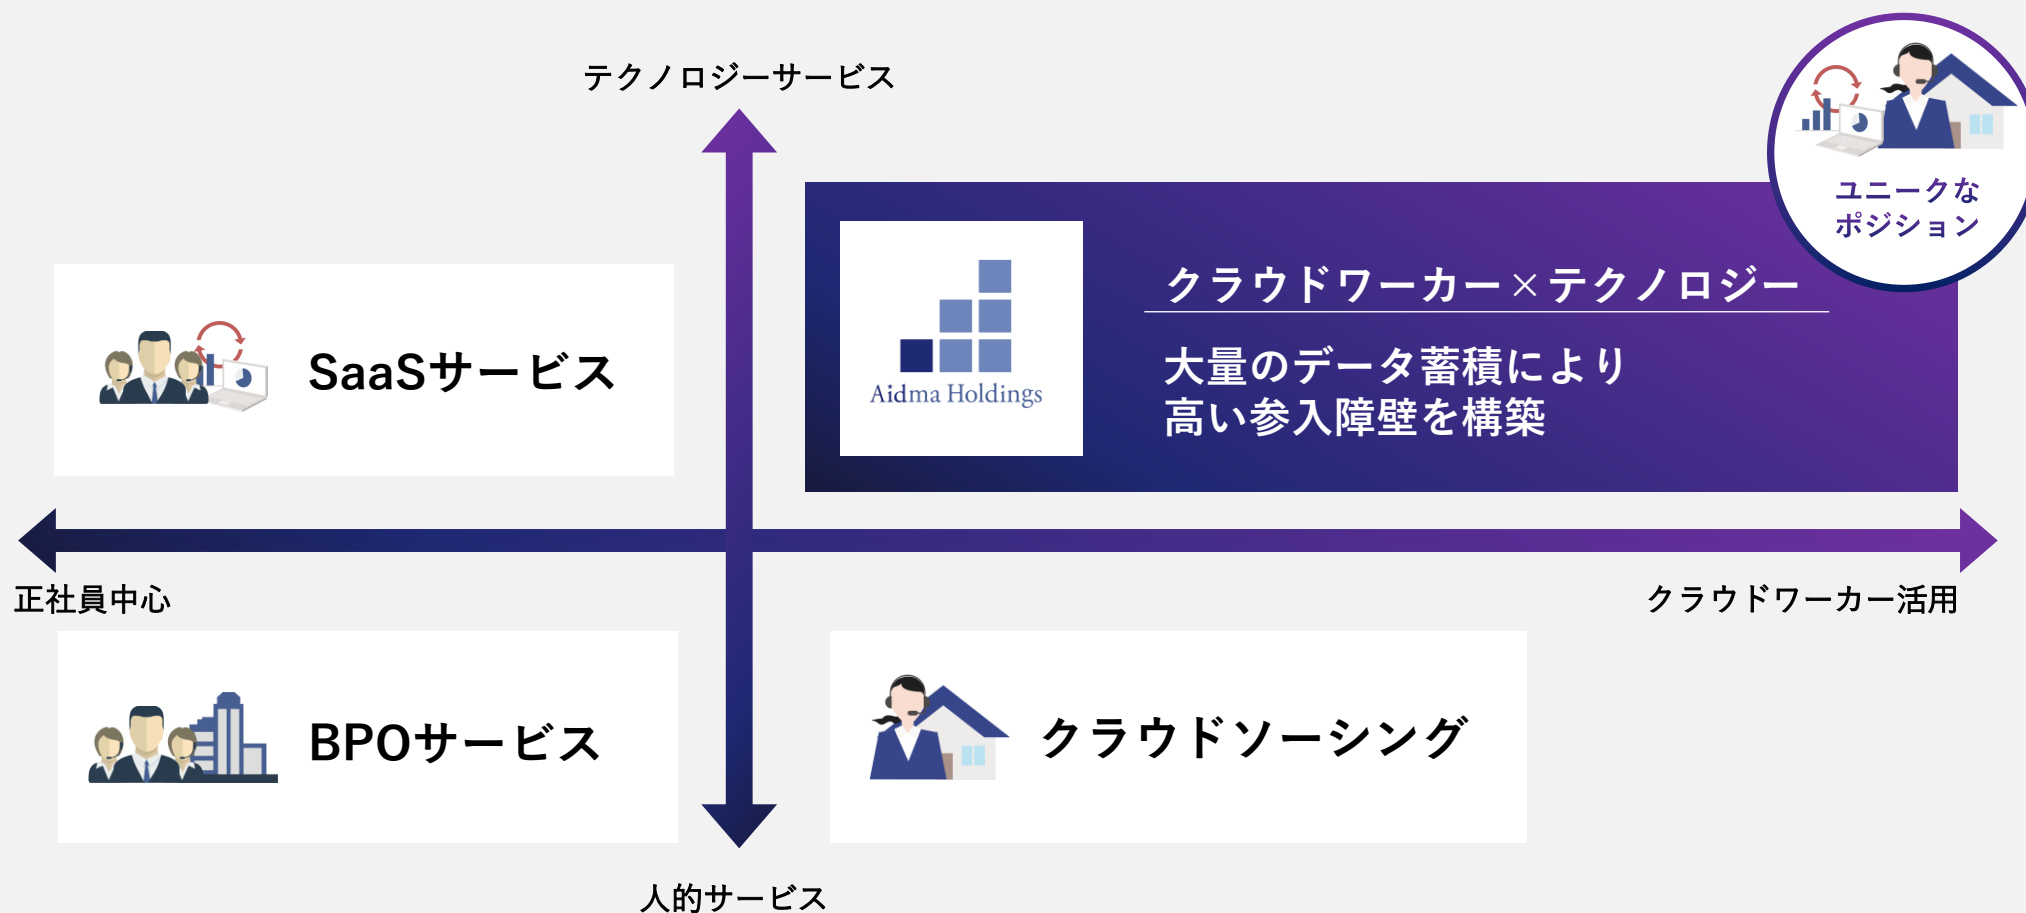 テクノロジーサービス
ユニークな
ポジション
SaaSサービス
Aidma Holdings
クラウドワーカー×テクノロジー
大量のデータ蓄積により
高い参入障壁を構築
正社員中心
クラウドワーカー活用
BPOサービス
クラウドソーシング
人的サービス